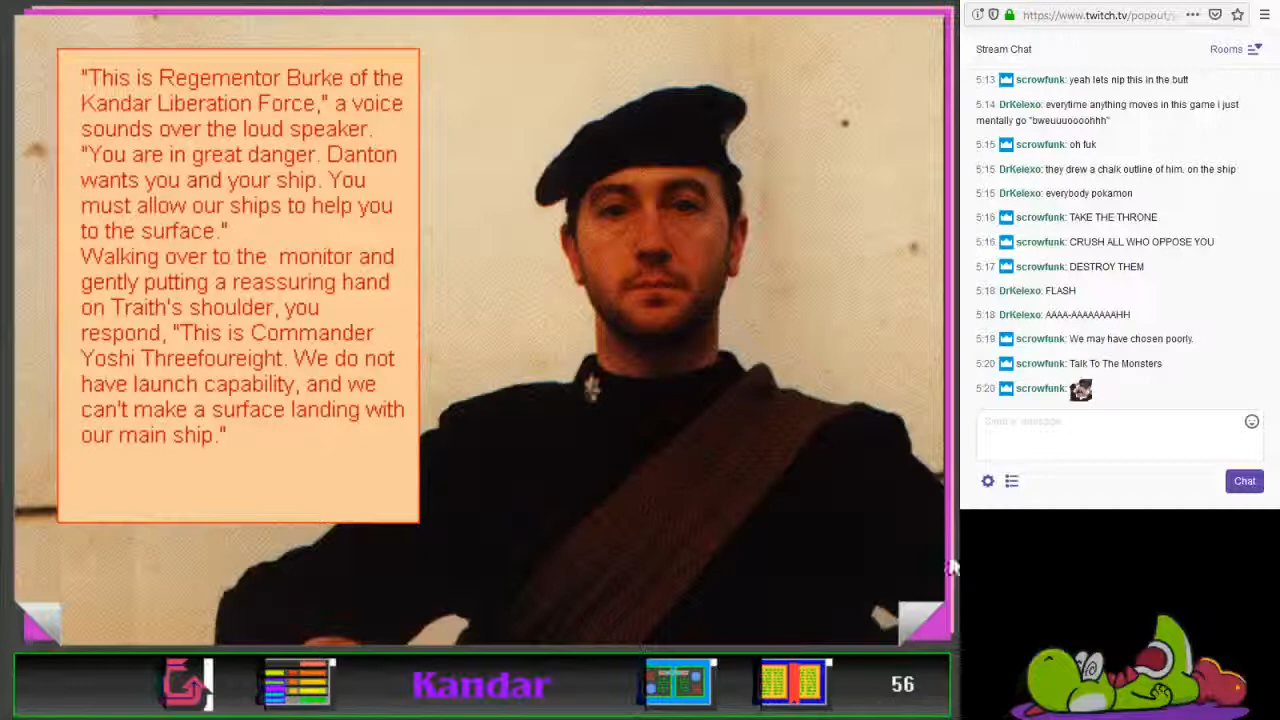 "This is Regementor Burke of the
Kandar Liberation Force," a voice
sounds over the loud speaker.
"You are in great danger. Danton
wants you and your ship. You
must allow our ships to help you
to the surface."
Walking over to the  monitor and
gently putting a reassuring hand
on Traith's shoulder, you
respond, "This is Commander
Yoshi Threefoureight. We do not
have launch capability, and we
can't make a surface landing with
our main ship."
Kandar
56
https://www.twitch.tv/popout/
Stream Chat
Rooms
5:13 scrowfunk: yeah lets nip this in the butt
5:14 DrKelexo: everytime anything moves in this game i just
mentally go "bweuuuoooohhh"
5:15 scrowfunk: oh fuk
5:15 DrKelexo: they drew a chalk outline of him. on the ship
5:15 DrKelexo: everybody pokamon
5:16 scrowfunk: TAKE THE THRONE
5:16 scrowfunk: CRUSH ALL WHO OPPOSE YOU
5:17 scrowfunk: DESTROY THEM
5:18 DrKelexo: FLASH
5:18 DrKelexo: AAAA-AAAAAAAAHH
5:19 scrowfunk: We may have chosen poorly.
5:20 scrowfunk: Talk To The Monsters
5:20 scrowfunk:
Send a message
Chat